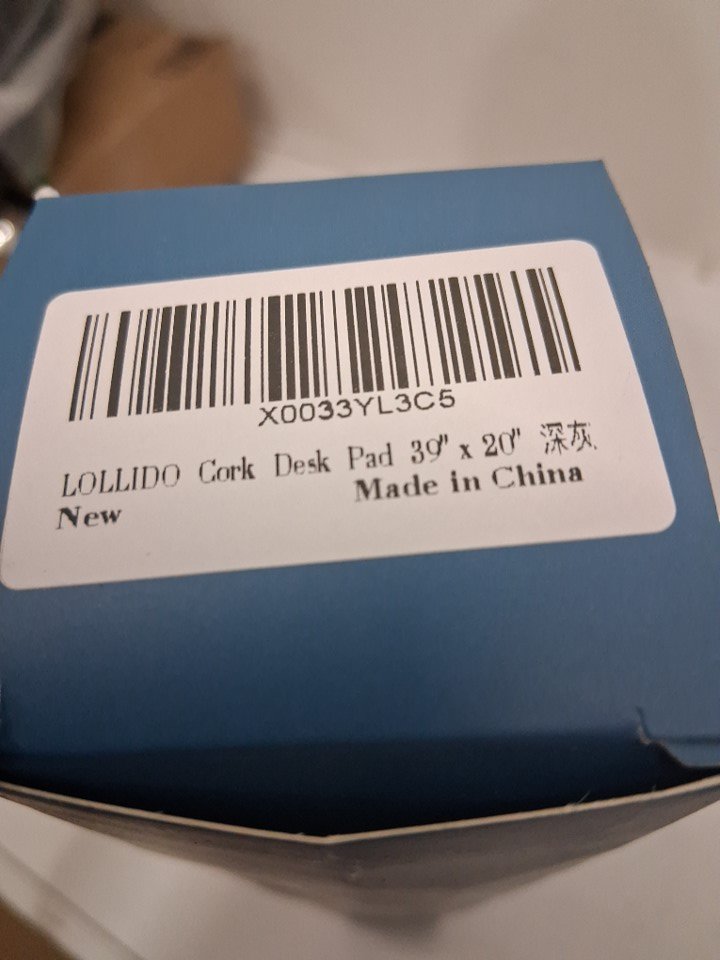 X0033YL3C5
LOLLIDO Cork Desk Pad 39" x 20" 深灰
New Made in China